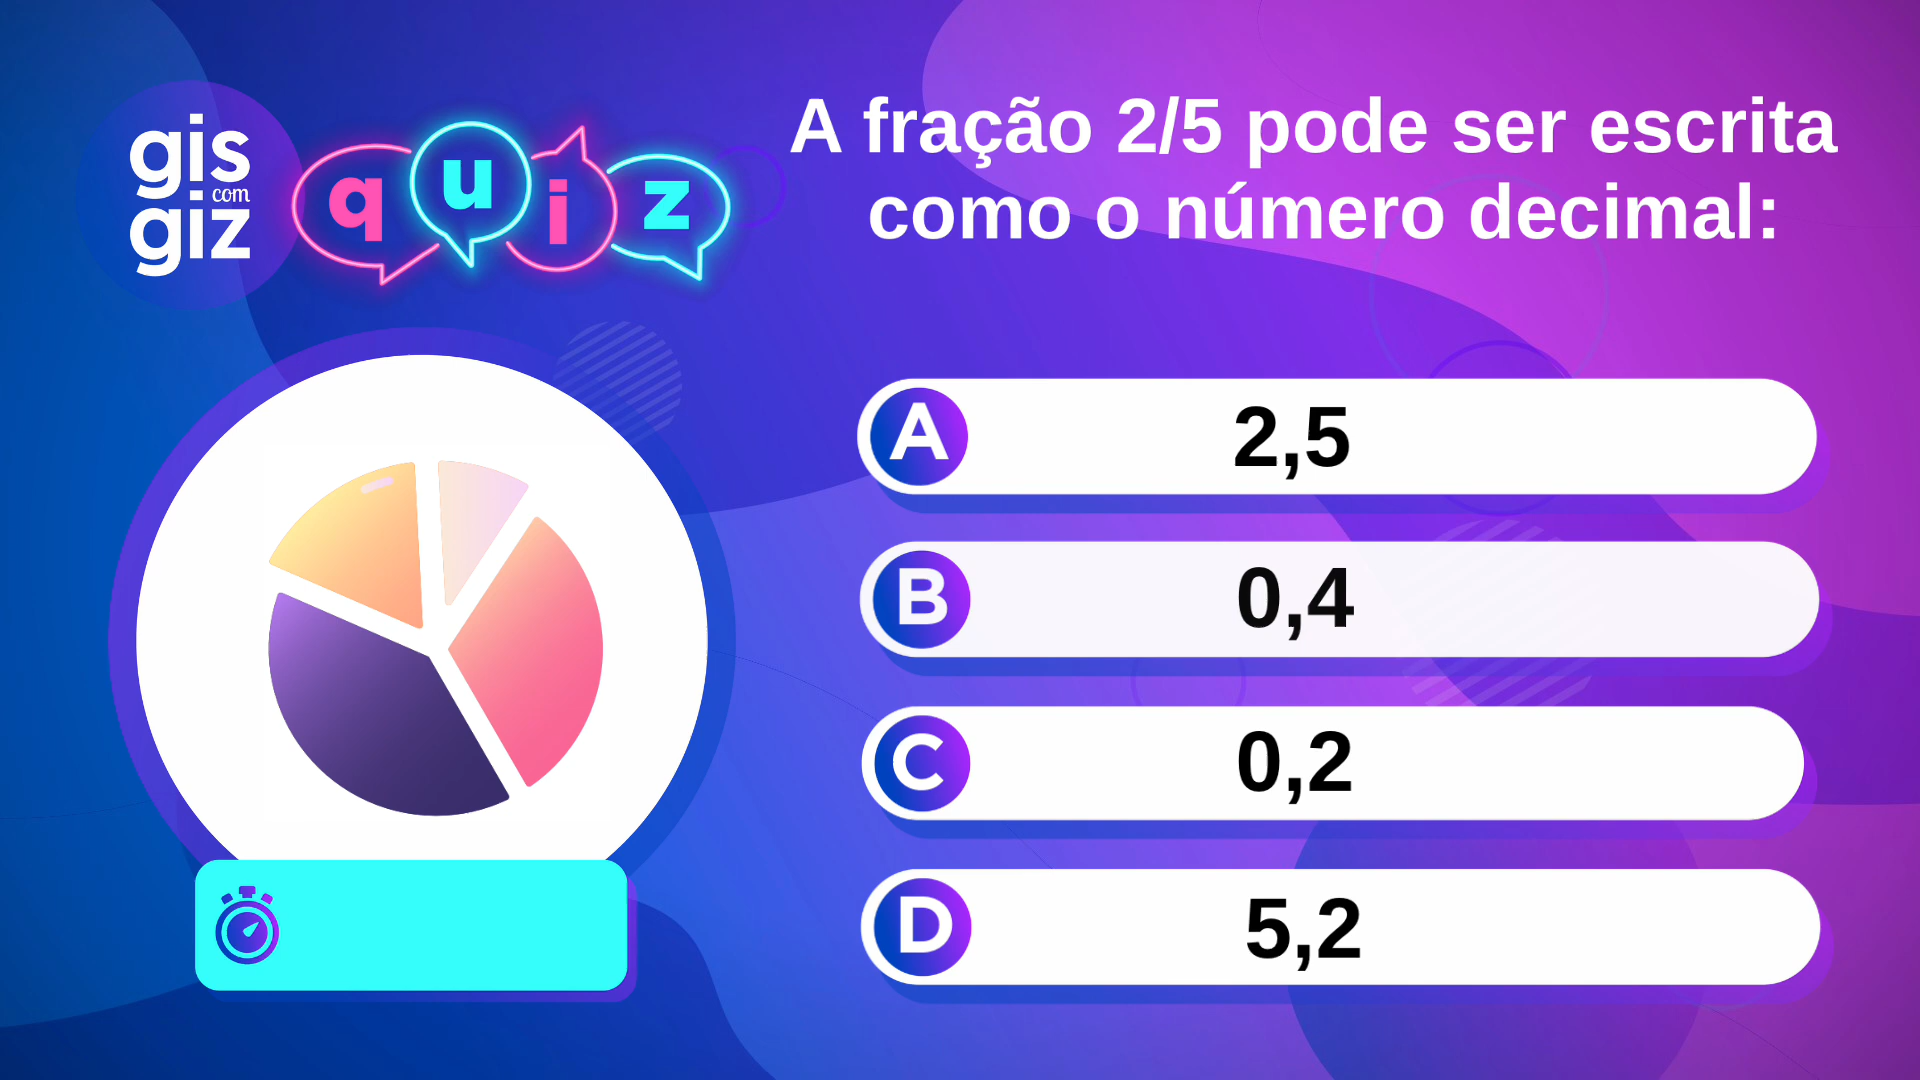 gis
com
giz
quiz
A fração 2/5 pode ser escrita
como o número decimal:
A 2,5
B 0,4
C 0,2
D 5,2